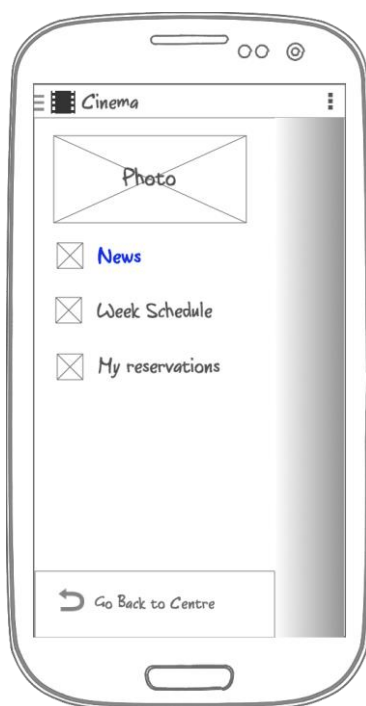 Cinema
Photo
News
Week Schedule
My reservations
Go Back to Centre